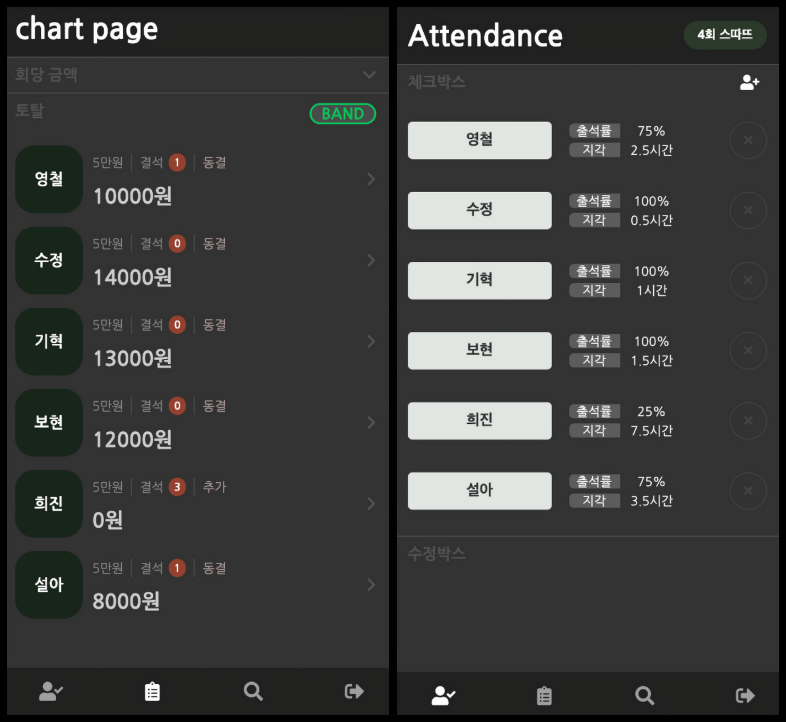 chart page
회당 금액
토탈
BAND
영철
5만원 결석 1 동결
10000원
수정
5만원 결석 0 동결
14000원
기혁
5만원 결석 0 동결
13000원
보현
5만원 결석 0 동결
12000원
희진
5만원 결석 3 추가
0원
설아
5만원 결석 1 동결
8000원
Attendance
4회 스따뜨
체크박스
영철
출석률 75%
지각 2.5시간
수정
출석률 100%
지각 0.5시간
기혁
출석률 100%
지각 1시간
보현
출석률 100%
지각 1.5시간
희진
출석률 25%
지각 7.5시간
설아
출석률 75%
지각 3.5시간
수정박스